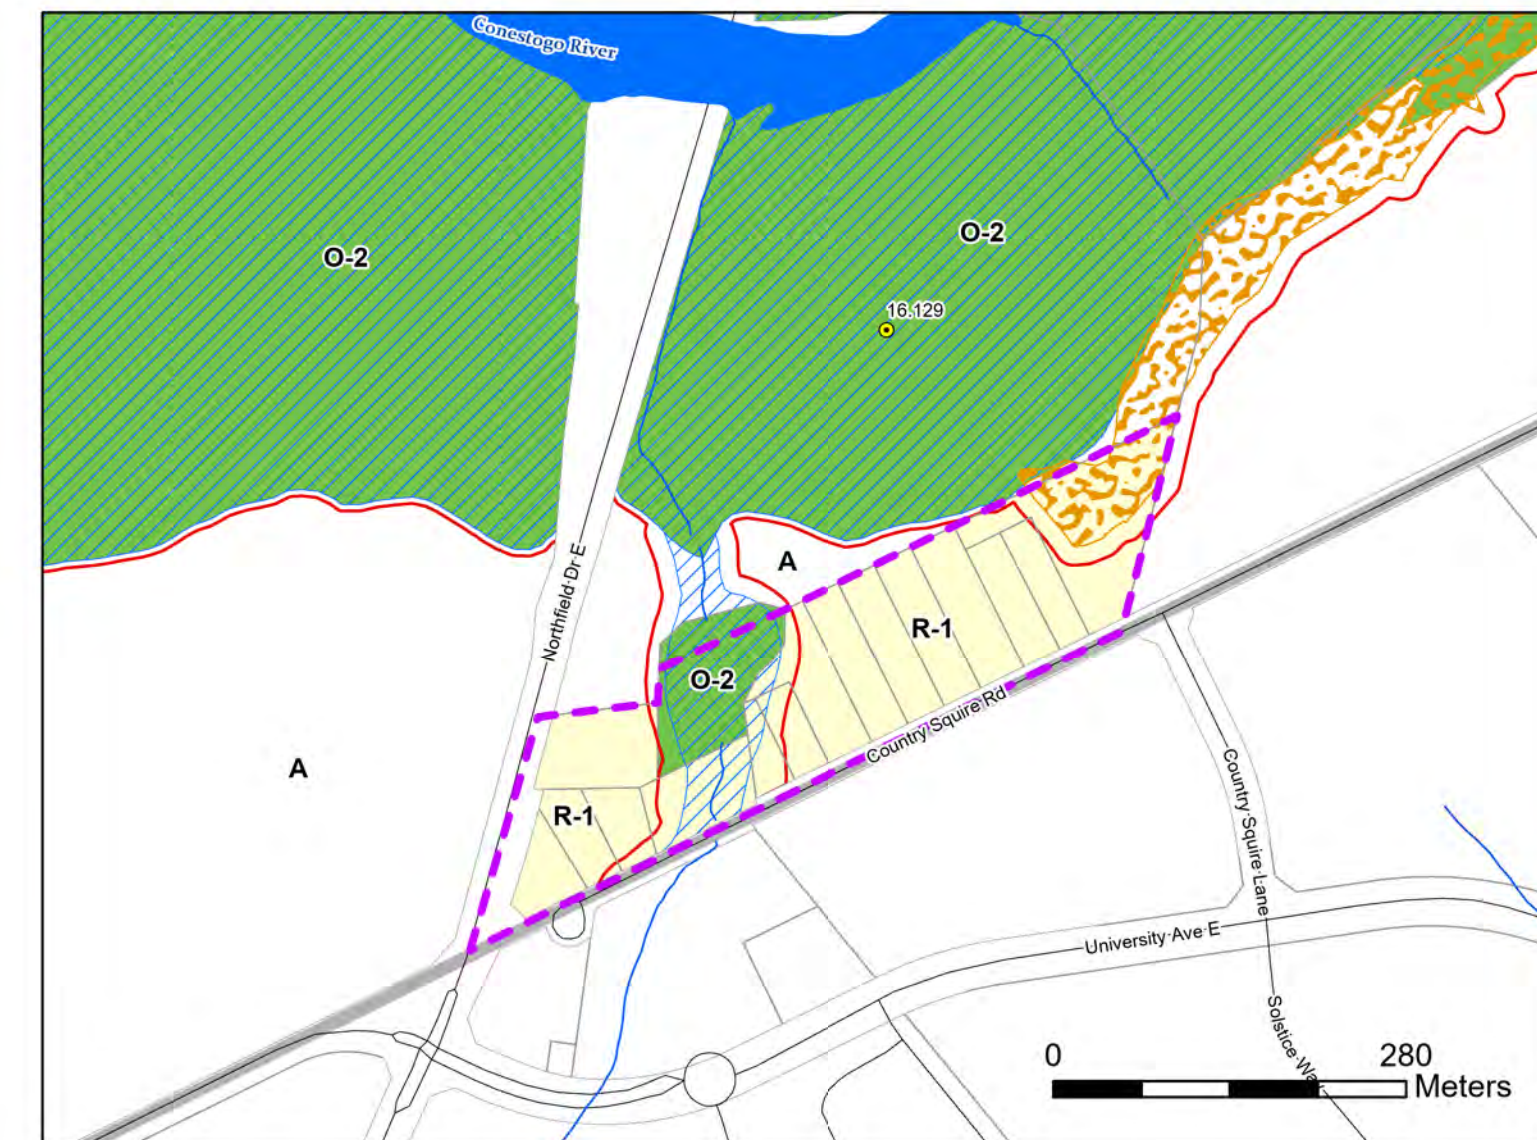 Conestogo River
O-2
O-2
16.129
A
Northfield Dr E
R-1
O-2
Country Squire Rd
A
R-1
Country Squire Lane
University Ave E
Solstice Way
0
280
Meters